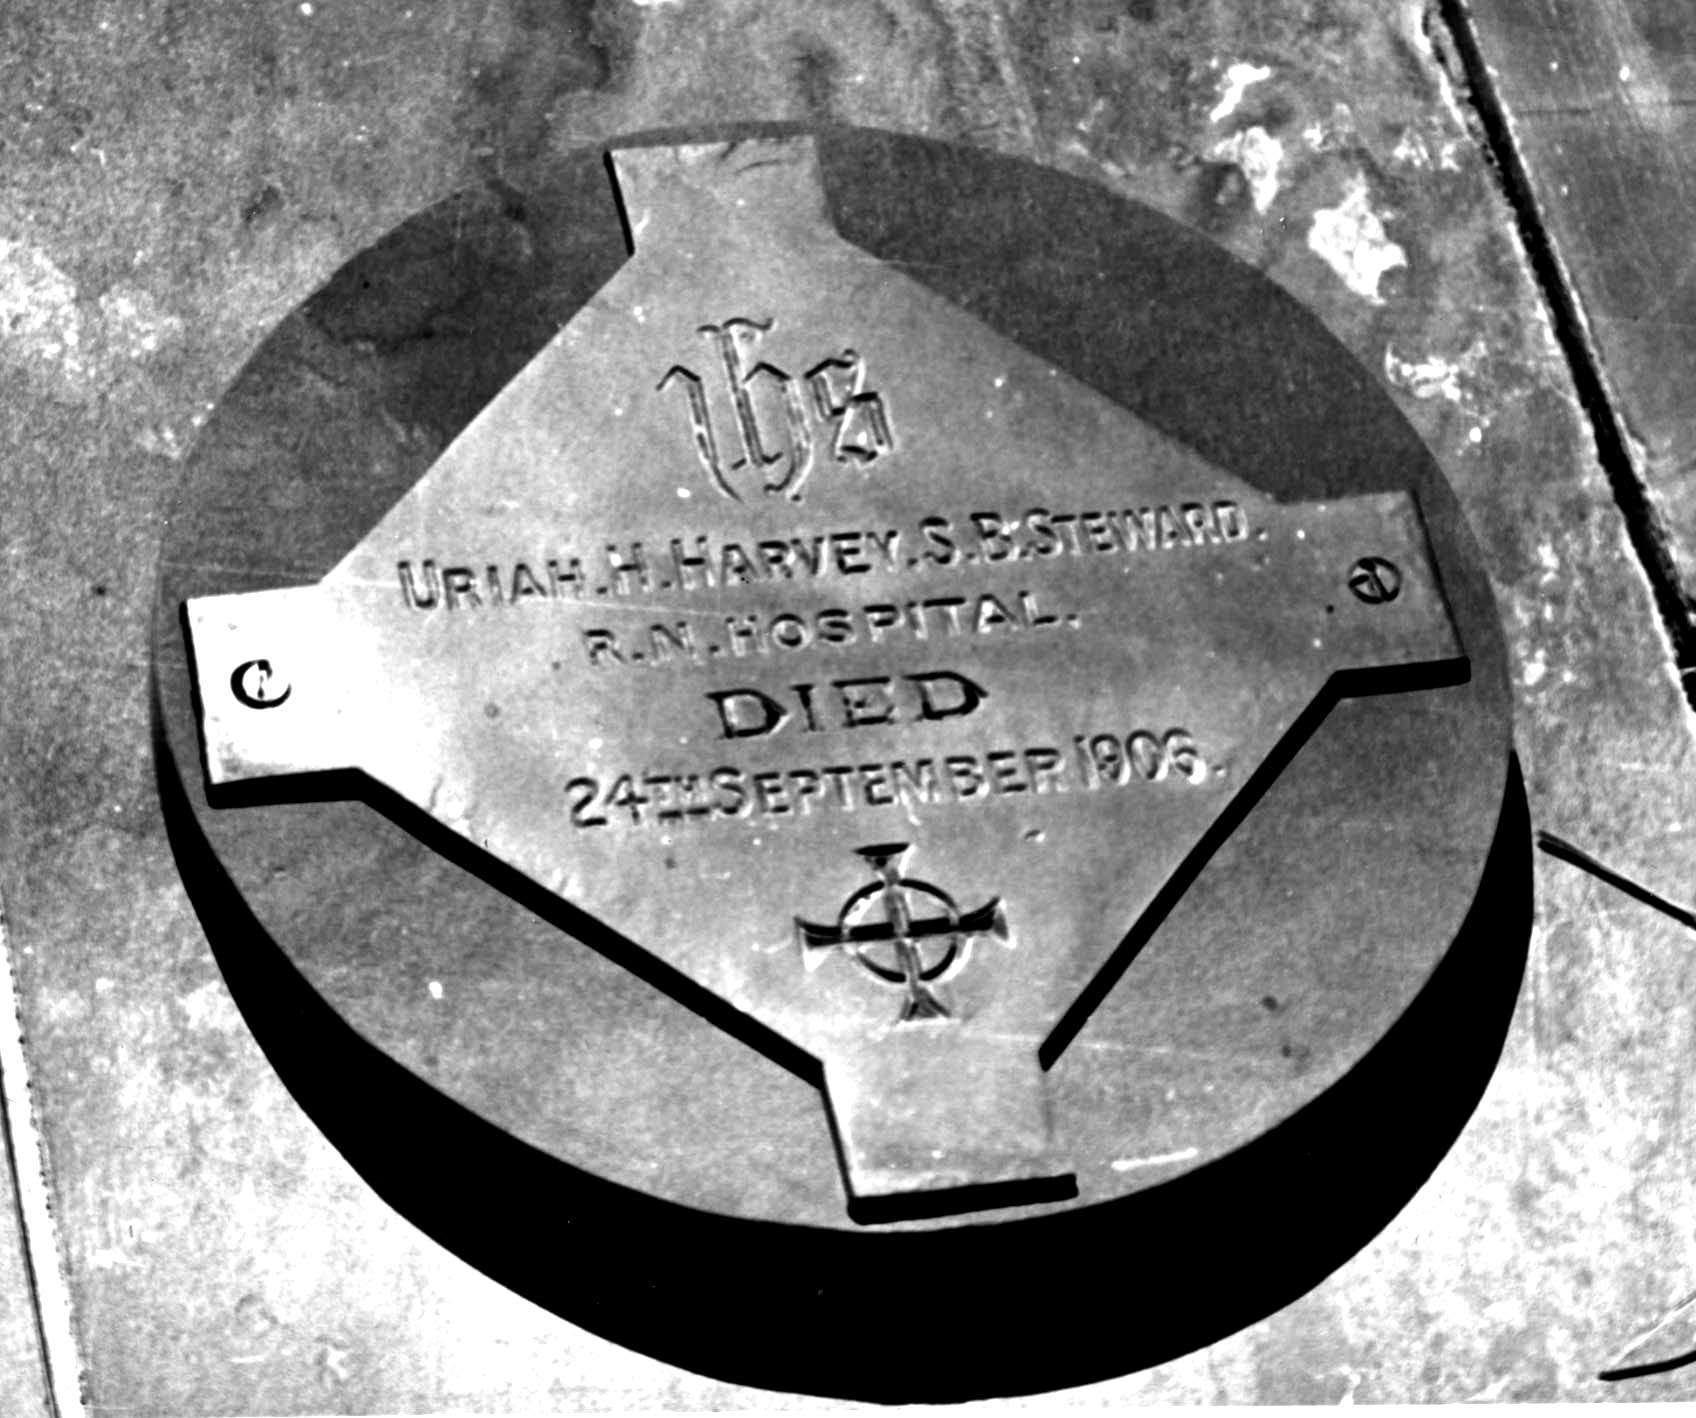 ihs
URIAH.H.HARVEY.S.B.STEWARD.
R.N.HOSPITAL.
DIED
24TH SEPTEMBER 1906.